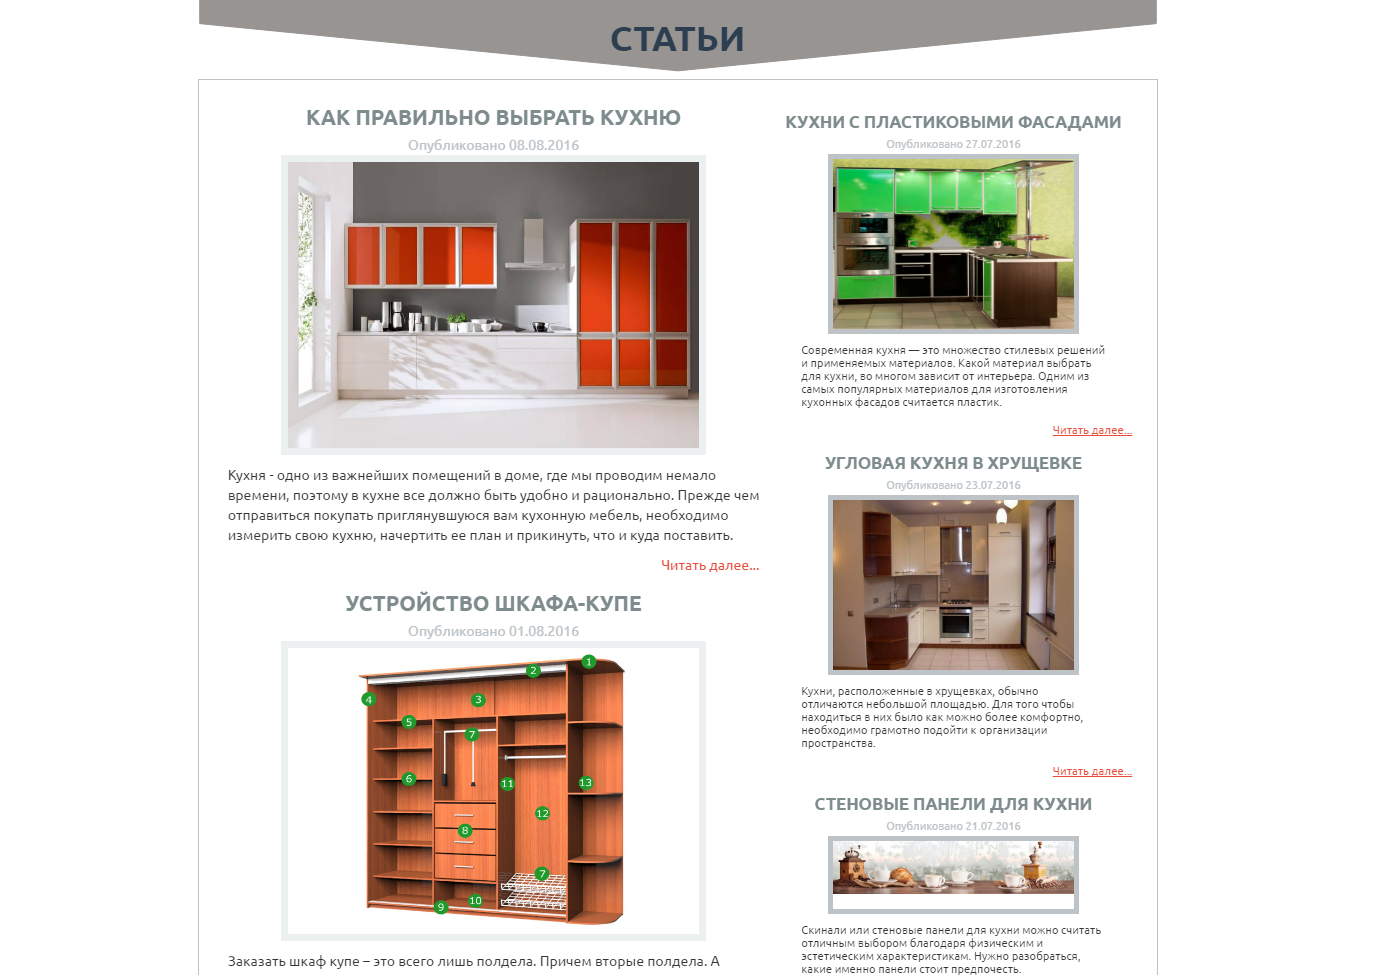 СТАТЬИ
КАК ПРАВИЛЬНО ВЫБРАТЬ КУХНЮ
Опубликовано 08.08.2016
Кухня - одно из важнейших помещений в доме, где мы проводим немало
времени, поэтому в кухне все должно быть удобно и рационально. Прежде чем
отправиться покупать приглянувшуюся вам кухонную мебель, необходимо
измерить свою кухню, начертить ее план и прикинуть, что и куда поставить.
Читать далее...
УСТРОЙСТВО ШКАФА-КУПЕ
Опубликовано 01.08.2016
1
2
4
3
5
7
6
11
13
12
8
7
10
9
Заказать шкаф купе – это всего лишь полдела. Причем вторые полдела. А
КУХНИ С ПЛАСТИКОВЫМИ ФАСАДАМИ
Опубликовано 27.07.2016
Современная кухня — это множество стилевых решений
и применяемых материалов. Какой материал выбрать
для кухни, во многом зависит от интерьера. Одним из
самых популярных материалов для изготовления
кухонных фасадов считается пластик.
Читать далее...
УГЛОВАЯ КУХНЯ В ХРУЩЕВКЕ
Опубликовано 23.07.2016
Кухни, расположенные в хрущевках, обычно
отличаются небольшой площадью. Для того чтобы
находиться в них было как можно более комфортно,
необходимо грамотно подойти к организации
пространства.
Читать далее...
СТЕНОВЫЕ ПАНЕЛИ ДЛЯ КУХНИ
Опубликовано 21.07.2016
Скинали или стеновые панели для кухни можно считать
отличным выбором благодаря физическим и
эстетическим характеристикам. Нужно разобраться,
какие именно панели стоит предпочесть.